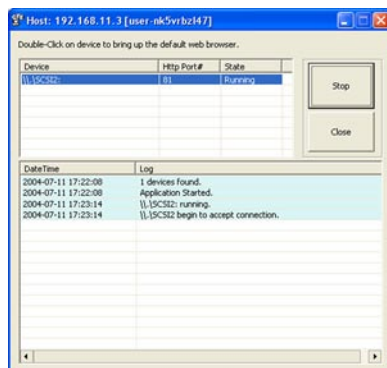 Host: 192.168.11.3 [user-nk5vrbzl47]
Double-Click on device to bring up the default web browser.
Device Http Port# State
\\.\SCSI2: 81 Running
Stop
Close
DateTime Log
2004-07-11 17:22:08 1 devices found.
2004-07-11 17:22:08 Application Started.
2004-07-11 17:23:14 \\.\SCSI2: running.
2004-07-11 17:23:14 \\.\SCSI2 begin to accept connection.